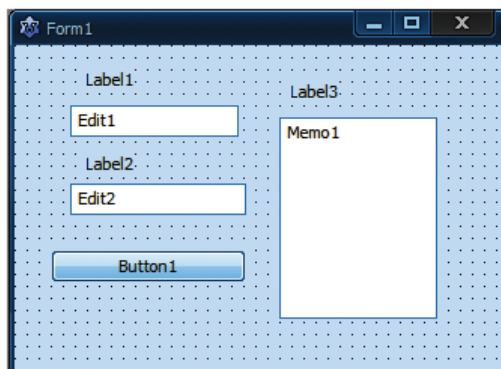 Form1
Label1
Edit1
Label2
Edit2
Button1
Label3
Memo1